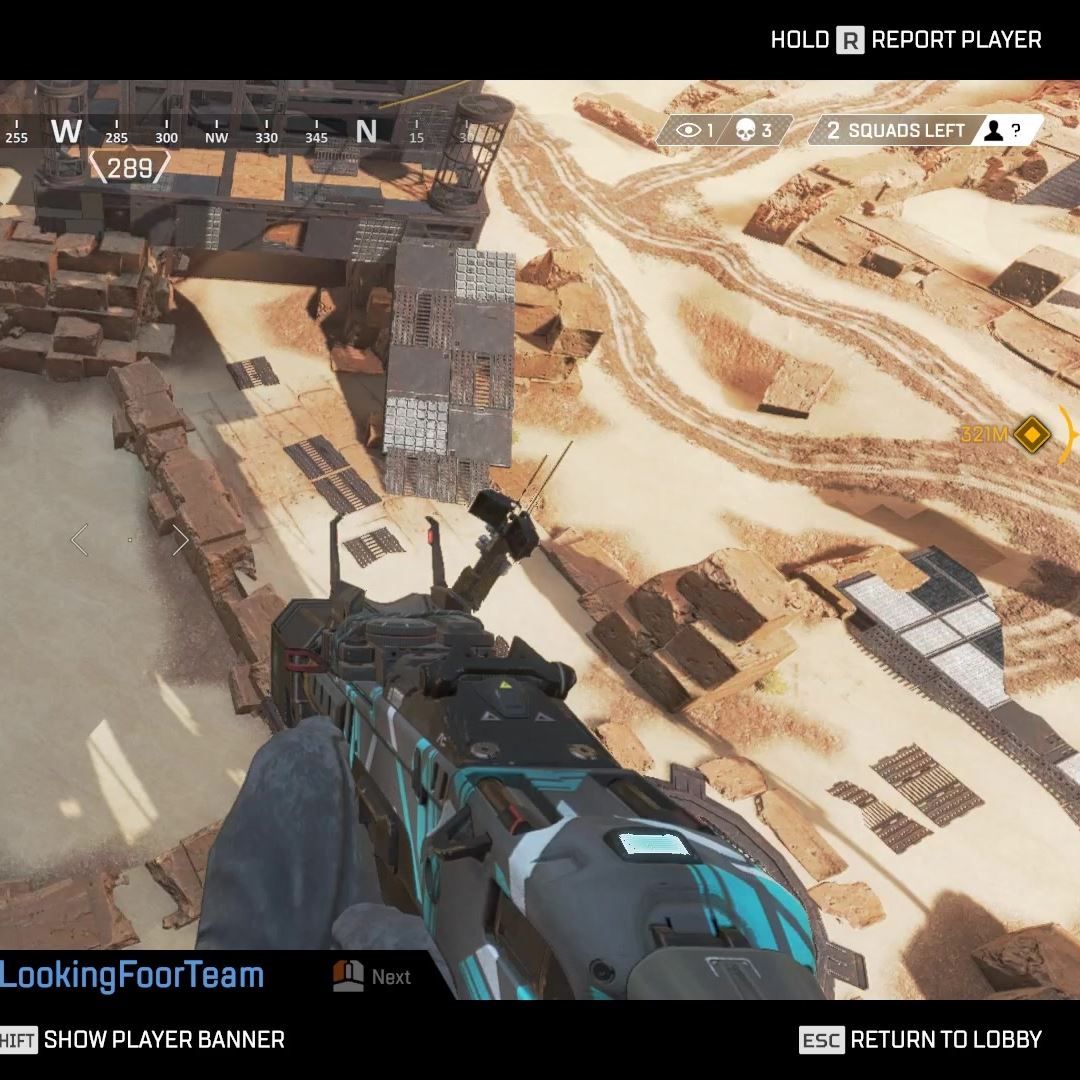 HOLD R REPORT PLAYER
255 W 285 300 NW 330 345 N 15
289
1 3
2 SQUADS LEFT ?
321M
LookingFoorTeam
Next
HIFT SHOW PLAYER BANNER
ESC RETURN TO LOBBY